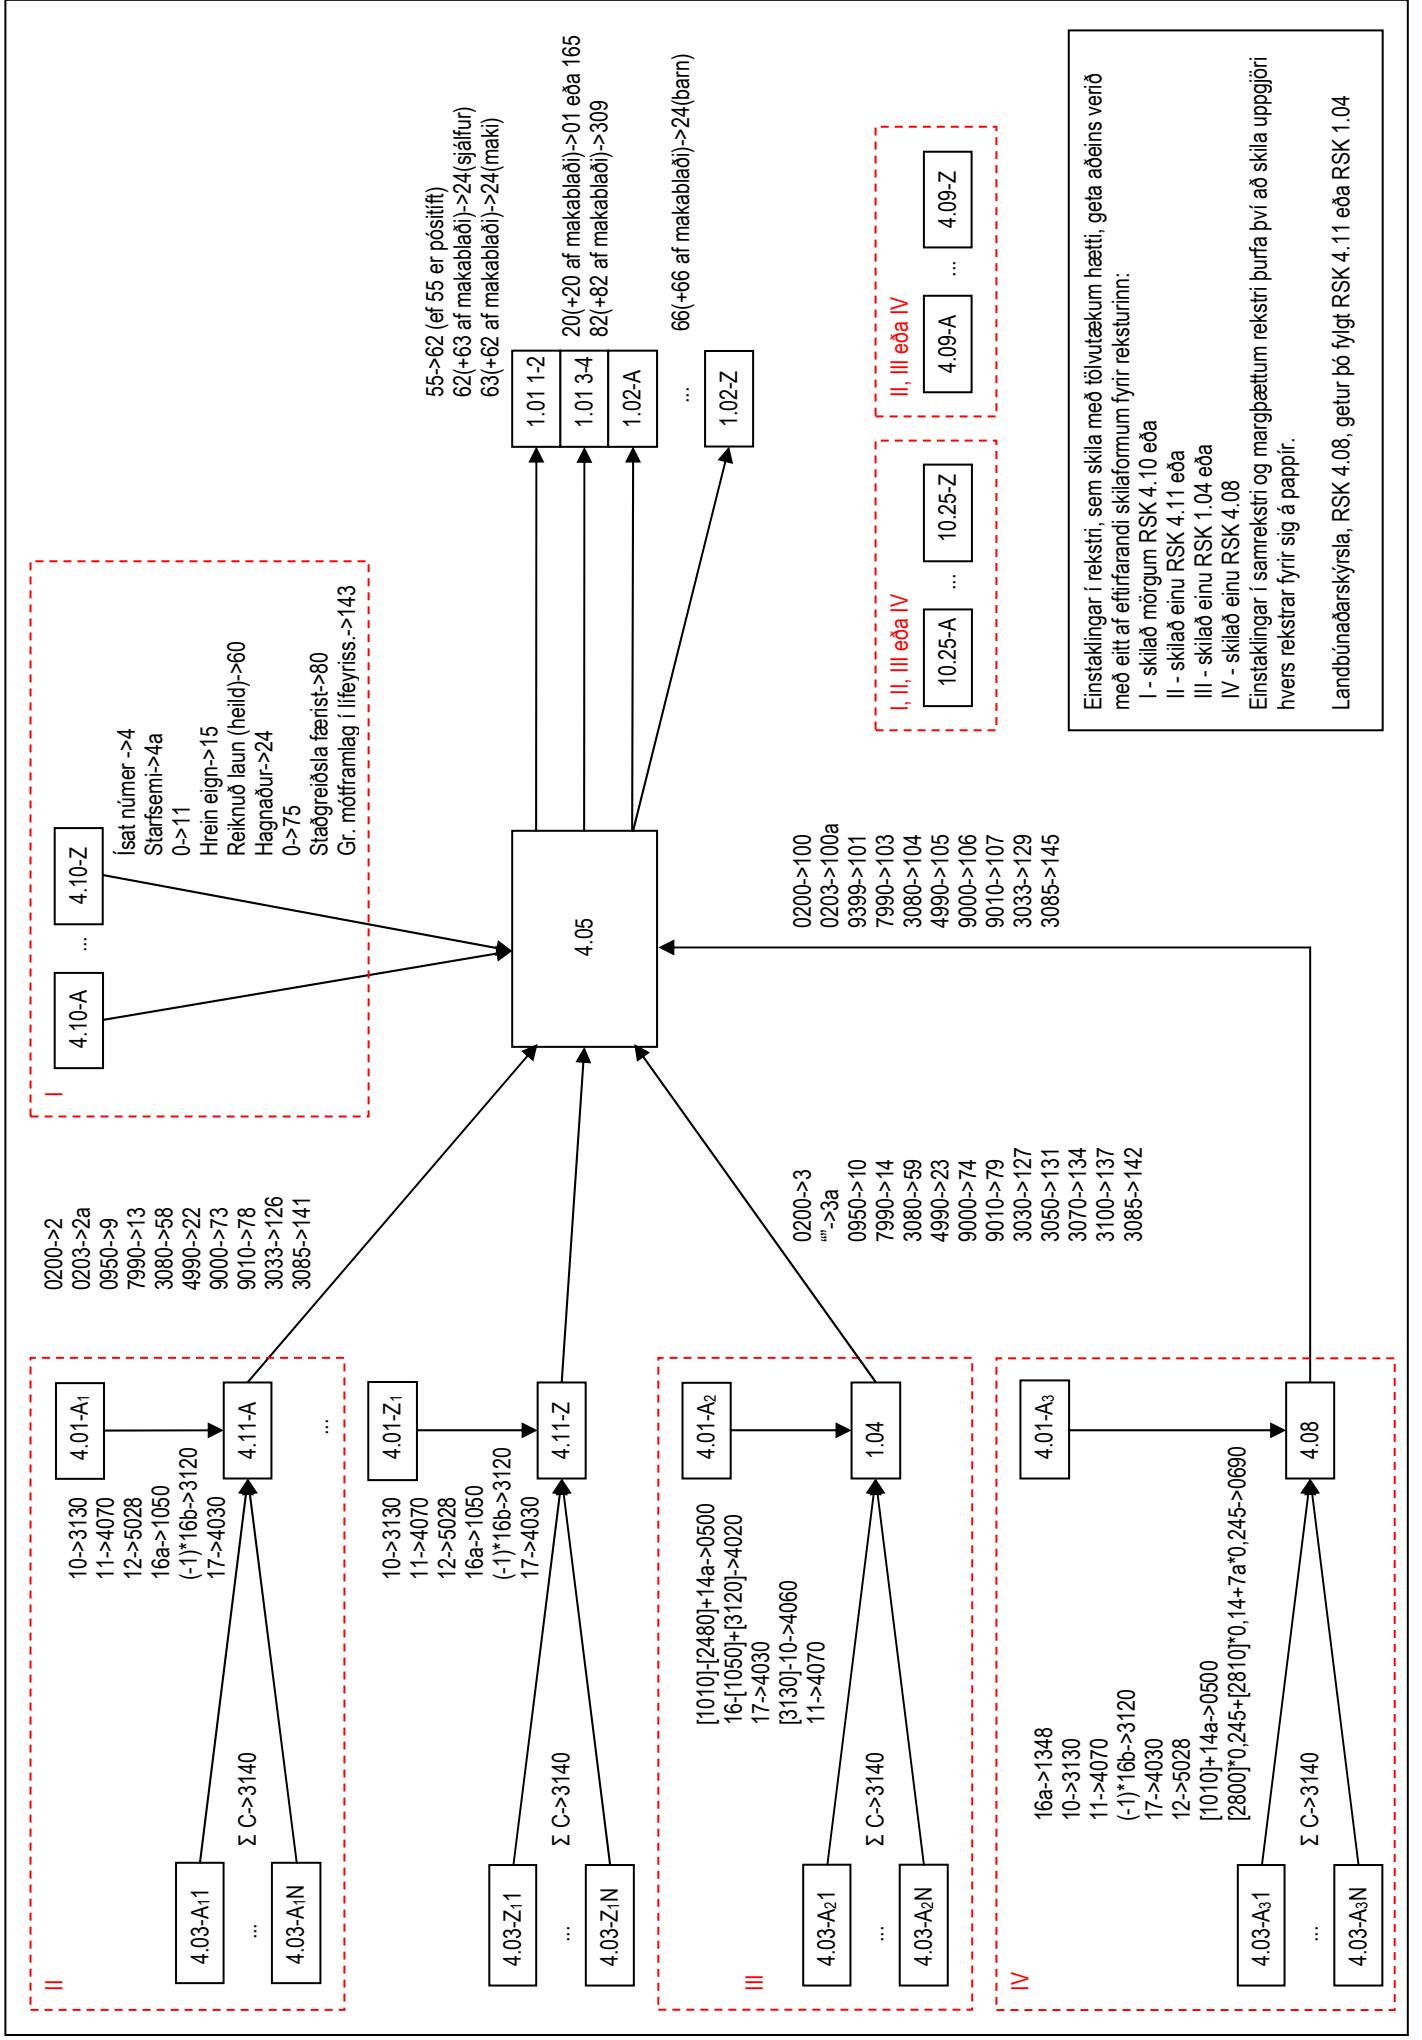 I
4.10-A
...
4.10-Z
Ísat númer ->4
Starfsemi->4a
0->11
Hrein eign->15
Reiknuð laun (heild)->60
Hagnaður->24
0->75
Staðgreiðsla færist->80
Gr. mótframlag í lífeyriss.->143
II
4.01-A1
10->3130
11->4070
12->5028
16a->1050
(-1)*16b->3120
17->4030
4.11-A
4.03-A11
...
4.03-A1N
Σ C->3140
0200->2
0203->2a
0950->9
7990->13
3080->58
4990->22
9000->73
9010->78
3033->126
3085->141
...
4.01-Z1
10->3130
11->4070
12->5028
16a->1050
(-1)*16b->3120
17->4030
4.11-Z
4.03-Z11
...
4.03-Z1N
Σ C->3140
4.05
55->62 (ef 55 er pósitíft)
62(+63 af makablaði)->24(sjálfur)
63(+62 af makablaði)->24(maki)
1.01 1-2
1.01 3-4
1.02-A
20(+20 af makablaði)->01 eða 165
82(+82 af makablaði)->309
...
1.02-Z
66(+66 af makablaði)->24(barn)
III
4.01-A2
[1010]-[2480]+14a->0500
16-[1050]+[3120]->4020
17->4030
[3130]-10->4060
11->4070
1.04
4.03-A21
...
4.03-A2N
Σ C->3140
0200->3
“”->3a
0950->10
7990->14
3080->59
4990->23
9000->74
9010->79
3030->127
3050->131
3070->134
3100->137
3085->142
0200->100
0203->100a
9399->101
7990->103
3080->104
4990->105
9000->106
9010->107
3033->129
3085->145
I, II, III eða IV
10.25-A
...
10.25-Z
II, III eða IV
4.09-A
...
4.09-Z
IV
4.01-A3
16a->1348
10->3130
11->4070
(-1)*16b->3120
17->4030
12->5028
[1010]+14a->0500
[2800]*0,245+[2810]*0,14+7a*0,245->0690
4.08
4.03-A31
...
4.03-A3N
Σ C->3140
Einstaklingar í rekstri, sem skila með tölvutækum hætti, geta aðeins verið
með eitt af eftirfarandi skilaformum fyrir reksturinn:
I - skilað mörgum RSK 4.10 eða
II - skilað einu RSK 4.11 eða
III - skilað einu RSK 1.04 eða
IV - skilað einu RSK 4.08
Einstaklingar í samrekstri og margþættum rekstri þurfa því að skila uppgjöri
hvers rekstrar fyrir sig á pappír.
Landbúnaðarskýrsla, RSK 4.08, getur þó fylgt RSK 4.11 eða RSK 1.04